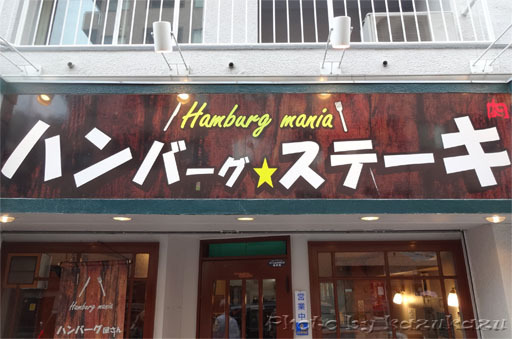 Hamburg mania
ハンバーグ★ステーキ
肉
Hamburg mania
ハンバーグ屋さん
営業中
Photo by kazukazu